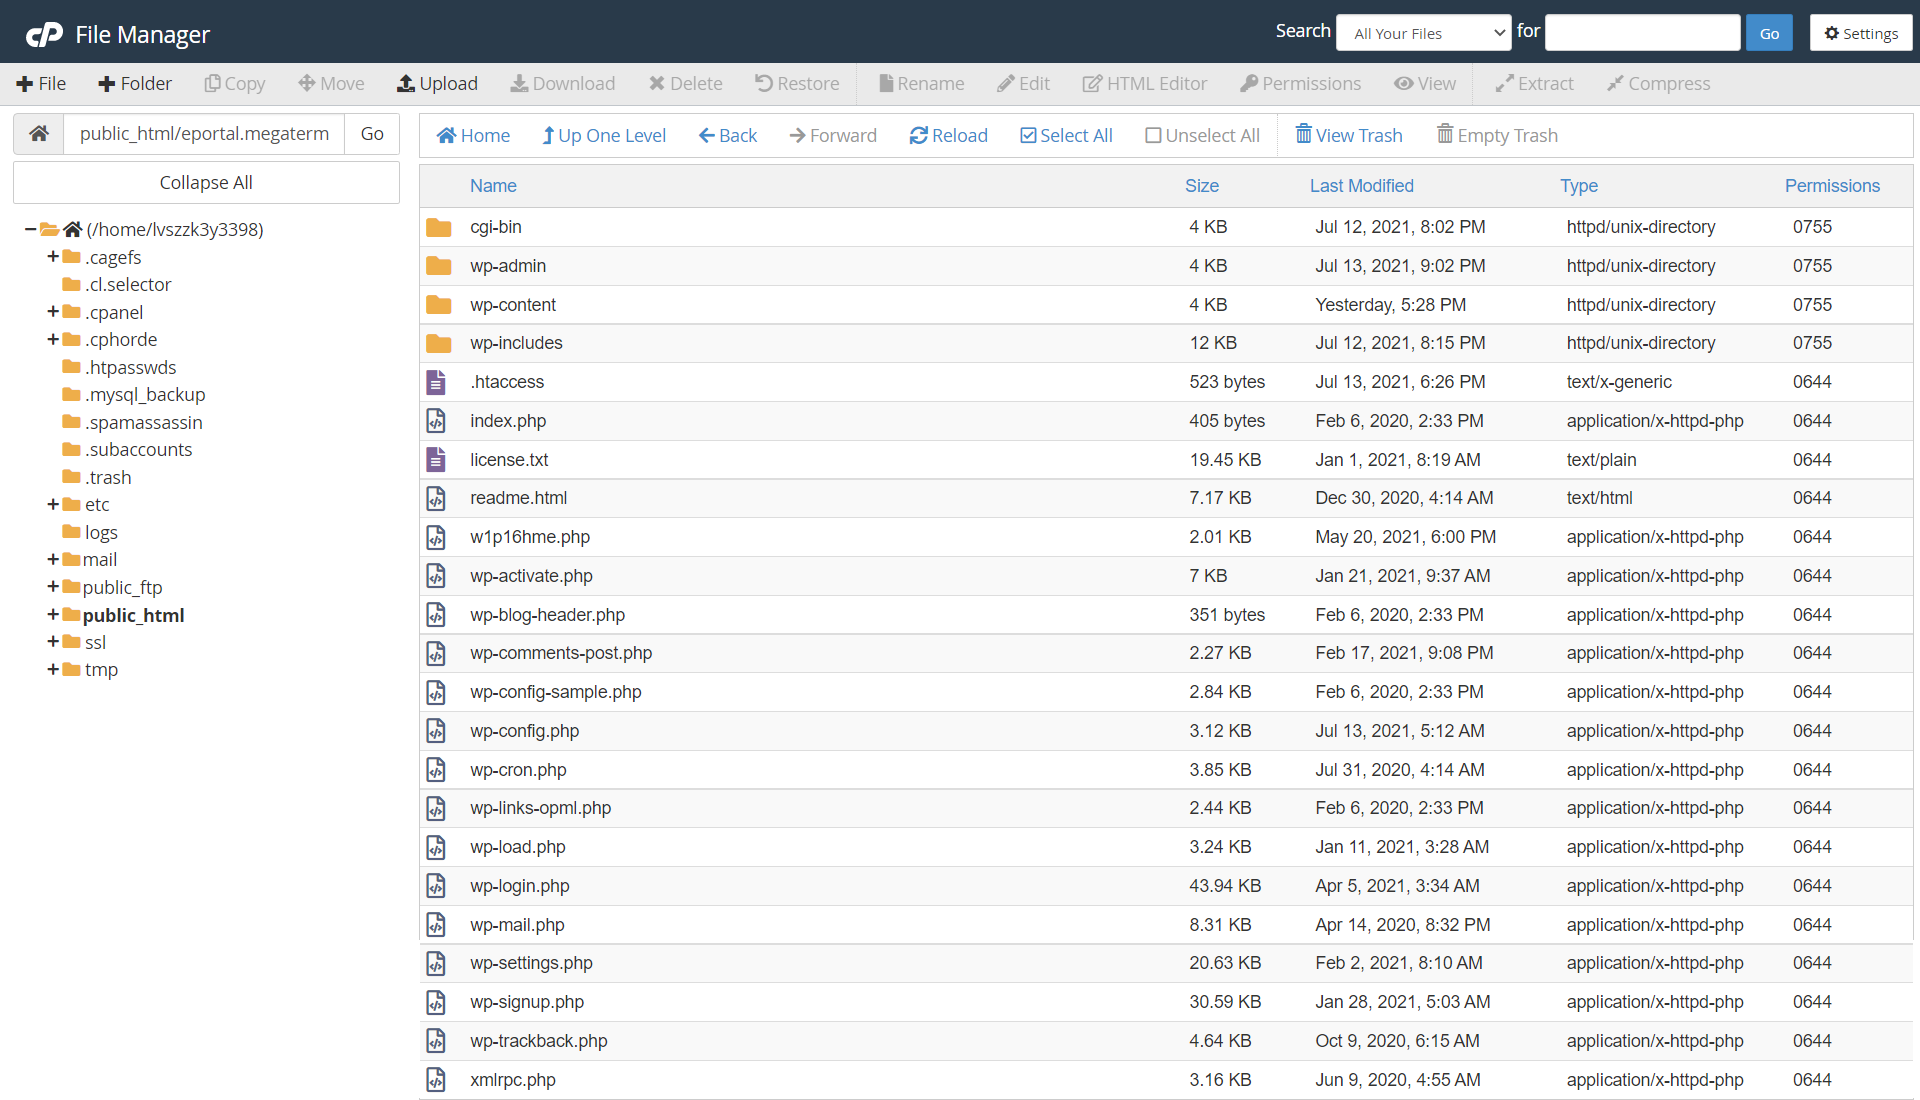 cP File Manager Search All Your Files for Go Settings
File Folder Copy Move Upload Download Delete Restore Rename Edit HTML Editor Permissions View Extract Compress
public_html/eportal.megaterm Go
Home Up One Level Back Forward Reload Select All Unselect All View Trash Empty Trash
Collapse All
(/home/lvszzk3y3398)
.cagefs
.cl.selector
.cpanel
.cphorde
.htpasswds
.mysql_backup
.spamassassin
.subaccounts
.trash
etc
logs
mail
public_ftp
public_html
ssl
tmp
Name Size Last Modified Type Permissions
cgi-bin 4 KB Jul 12, 2021, 8:02 PM httpd/unix-directory 0755
wp-admin 4 KB Jul 13, 2021, 9:02 PM httpd/unix-directory 0755
wp-content 4 KB Yesterday, 5:28 PM httpd/unix-directory 0755
wp-includes 12 KB Jul 12, 2021, 8:15 PM httpd/unix-directory 0755
.htaccess 523 bytes Jul 13, 2021, 6:26 PM text/x-generic 0644
index.php 405 bytes Feb 6, 2020, 2:33 PM application/x-httpd-php 0644
license.txt 19.45 KB Jan 1, 2021, 8:19 AM text/plain 0644
readme.html 7.17 KB Dec 30, 2020, 4:14 AM text/html 0644
w1p16hme.php 2.01 KB May 20, 2021, 6:00 PM application/x-httpd-php 0644
wp-activate.php 7 KB Jan 21, 2021, 9:37 AM application/x-httpd-php 0644
wp-blog-header.php 351 bytes Feb 6, 2020, 2:33 PM application/x-httpd-php 0644
wp-comments-post.php 2.27 KB Feb 17, 2021, 9:08 PM application/x-httpd-php 0644
wp-config-sample.php 2.84 KB Feb 6, 2020, 2:33 PM application/x-httpd-php 0644
wp-config.php 3.12 KB Jul 13, 2021, 5:12 AM application/x-httpd-php 0644
wp-cron.php 3.85 KB Jul 31, 2020, 4:14 AM application/x-httpd-php 0644
wp-links-opml.php 2.44 KB Feb 6, 2020, 2:33 PM application/x-httpd-php 0644
wp-load.php 3.24 KB Jan 11, 2021, 3:28 AM application/x-httpd-php 0644
wp-login.php 43.94 KB Apr 5, 2021, 3:34 AM application/x-httpd-php 0644
wp-mail.php 8.31 KB Apr 14, 2020, 8:32 PM application/x-httpd-php 0644
wp-settings.php 20.63 KB Feb 2, 2021, 8:10 AM application/x-httpd-php 0644
wp-signup.php 30.59 KB Jan 28, 2021, 5:03 AM application/x-httpd-php 0644
wp-trackback.php 4.64 KB Oct 9, 2020, 6:15 AM application/x-httpd-php 0644
xmlrpc.php 3.16 KB Jun 9, 2020, 4:55 AM application/x-httpd-php 0644